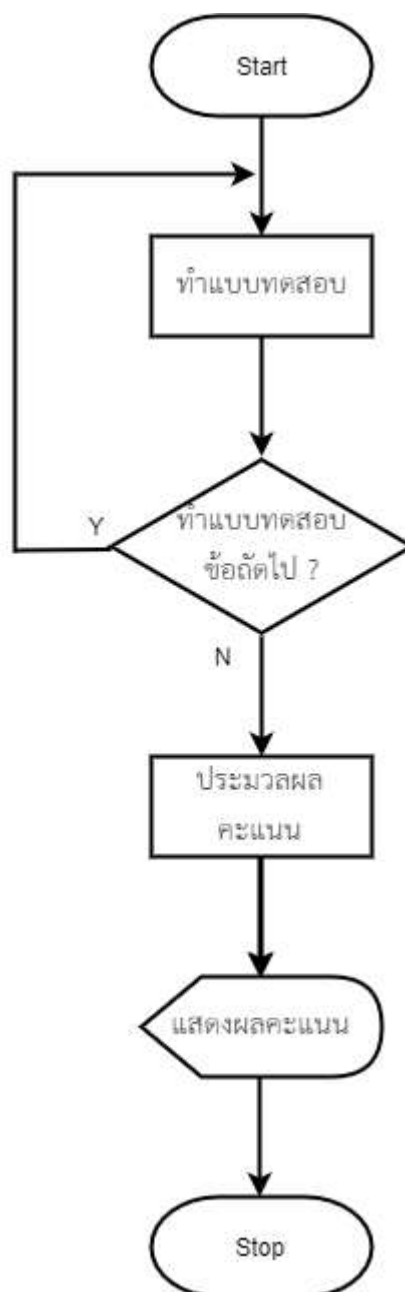 Start
ทำแบบทดสอบ
ทำแบบทดสอบ
Y
ข้อถัดไป ?
N
ประมวลผล
คะแนน
แสดงผลคะแนน
Stop